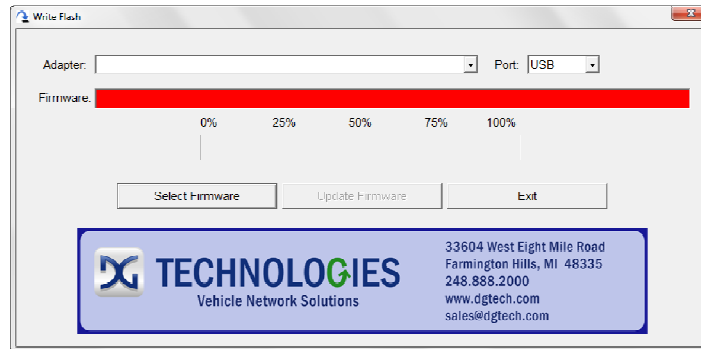 Write Flash
Adapter: Port: USB
Firmware:
0% 25% 50% 75% 100%
Select Firmware Update Firmware Exit
DG TECHNOLOGIES
Vehicle Network Solutions
33604 West Eight Mile Road
Farmington Hills, MI 48335
248.888.2000
www.dgtech.com
sales@dgtech.com